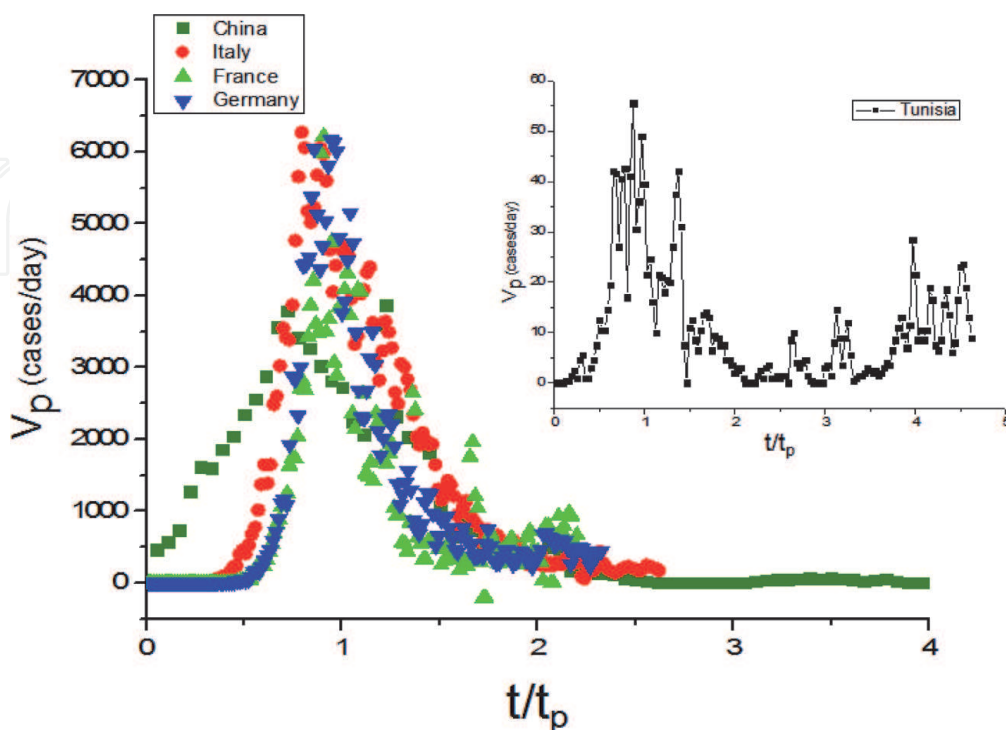 China
Italy
France
Germany
7000
6000
5000
4000
3000
2000
1000
0
Vp (cases/day)
0 1 2 3 4
t/tp
60
50
40
30
20
10
0
Vp (cases/day)
Tunisia
0 1 2 3 4 5
t/tp